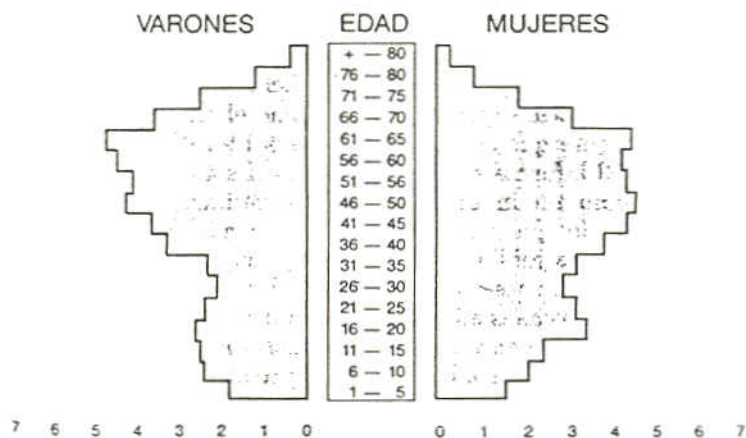 VARONES EDAD MUJERES
+ — 80
76 — 80
71 — 75
66 — 70
61 — 65
56 — 60
51 — 56
46 — 50
41 — 45
36 — 40
31 — 35
26 — 30
21 — 25
16 — 20
11 — 15
6 — 10
1 — 5
7 6 5 4 3 2 1 0 0 1 2 3 4 5 6 7